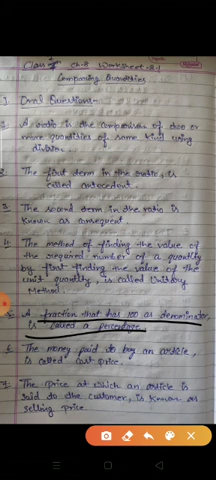 Class Ch-8 Worksheet-21
Comparing Quantities
1. Oral Questions:-
A ratio is the comparison of two or
more quantities of same kind using
division.
2. The first term in the ratio is
called antecedent.
3. The second term in the ratio is
known as consequent.
4. The method of finding the value of
the required number of a quantity
by first finding the value of the
unit quantity, is called Unitary
Method.
5. A fraction that has 100 as denominator,
is called a percentage.
6. The money paid to buy an article,
is called cost price.
7. The price at which an article is
sold to the customer, is known as
selling price.